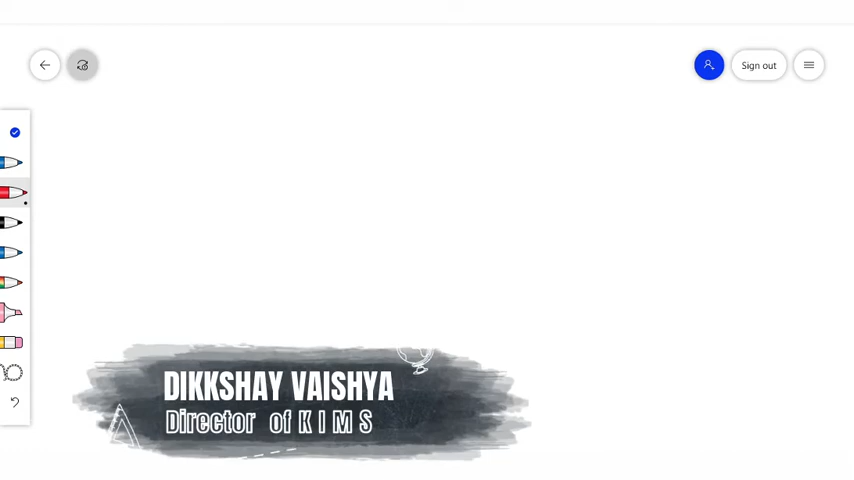 Sign out
DIKKSHAY VAISHYA
Director of K I M S